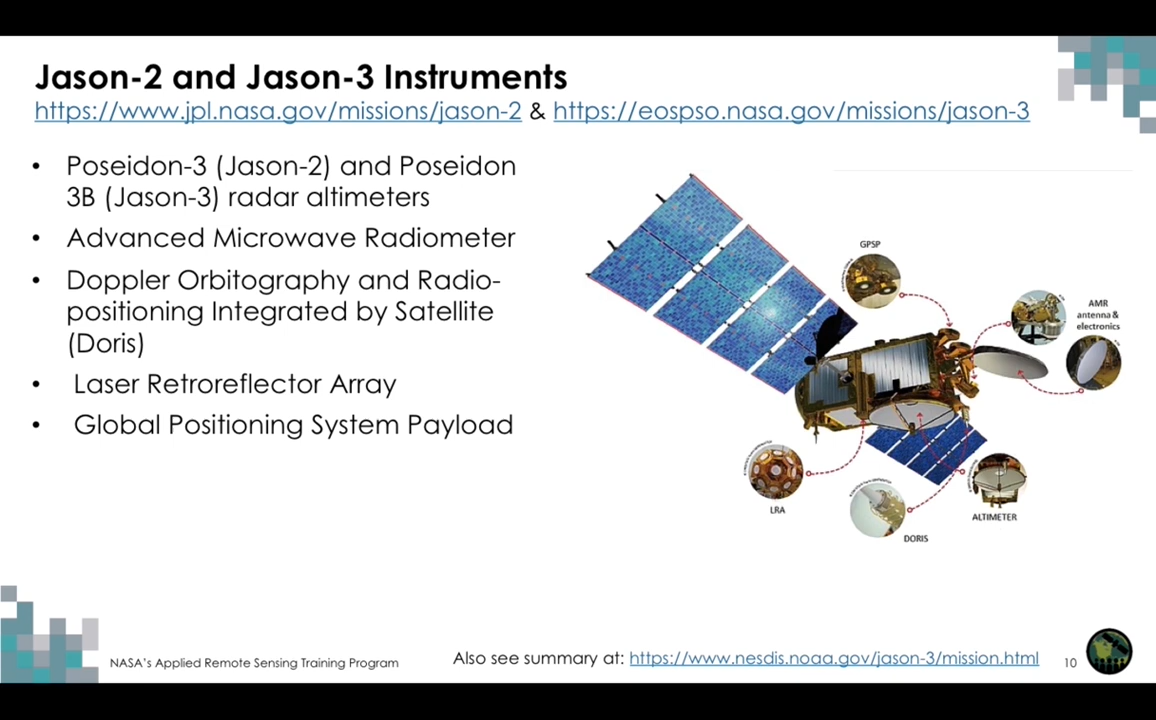 Jason-2 and Jason-3 Instruments
https://www.jpl.nasa.gov/missions/jason-2 & https://eospso.nasa.gov/missions/jason-3
• Poseidon-3 (Jason-2) and Poseidon
3B (Jason-3) radar altimeters
• Advanced Microwave Radiometer
• Doppler Orbitography and Radio-
positioning Integrated by Satellite
(Doris)
• Laser Retroreflector Array
• Global Positioning System Payload
GPSP
AMR
antenna &
electronics
LRA
DORIS
ALTIMETER
NASA's Applied Remote Sensing Training Program
Also see summary at: https://www.nesdis.noaa.gov/jason-3/mission.html
10